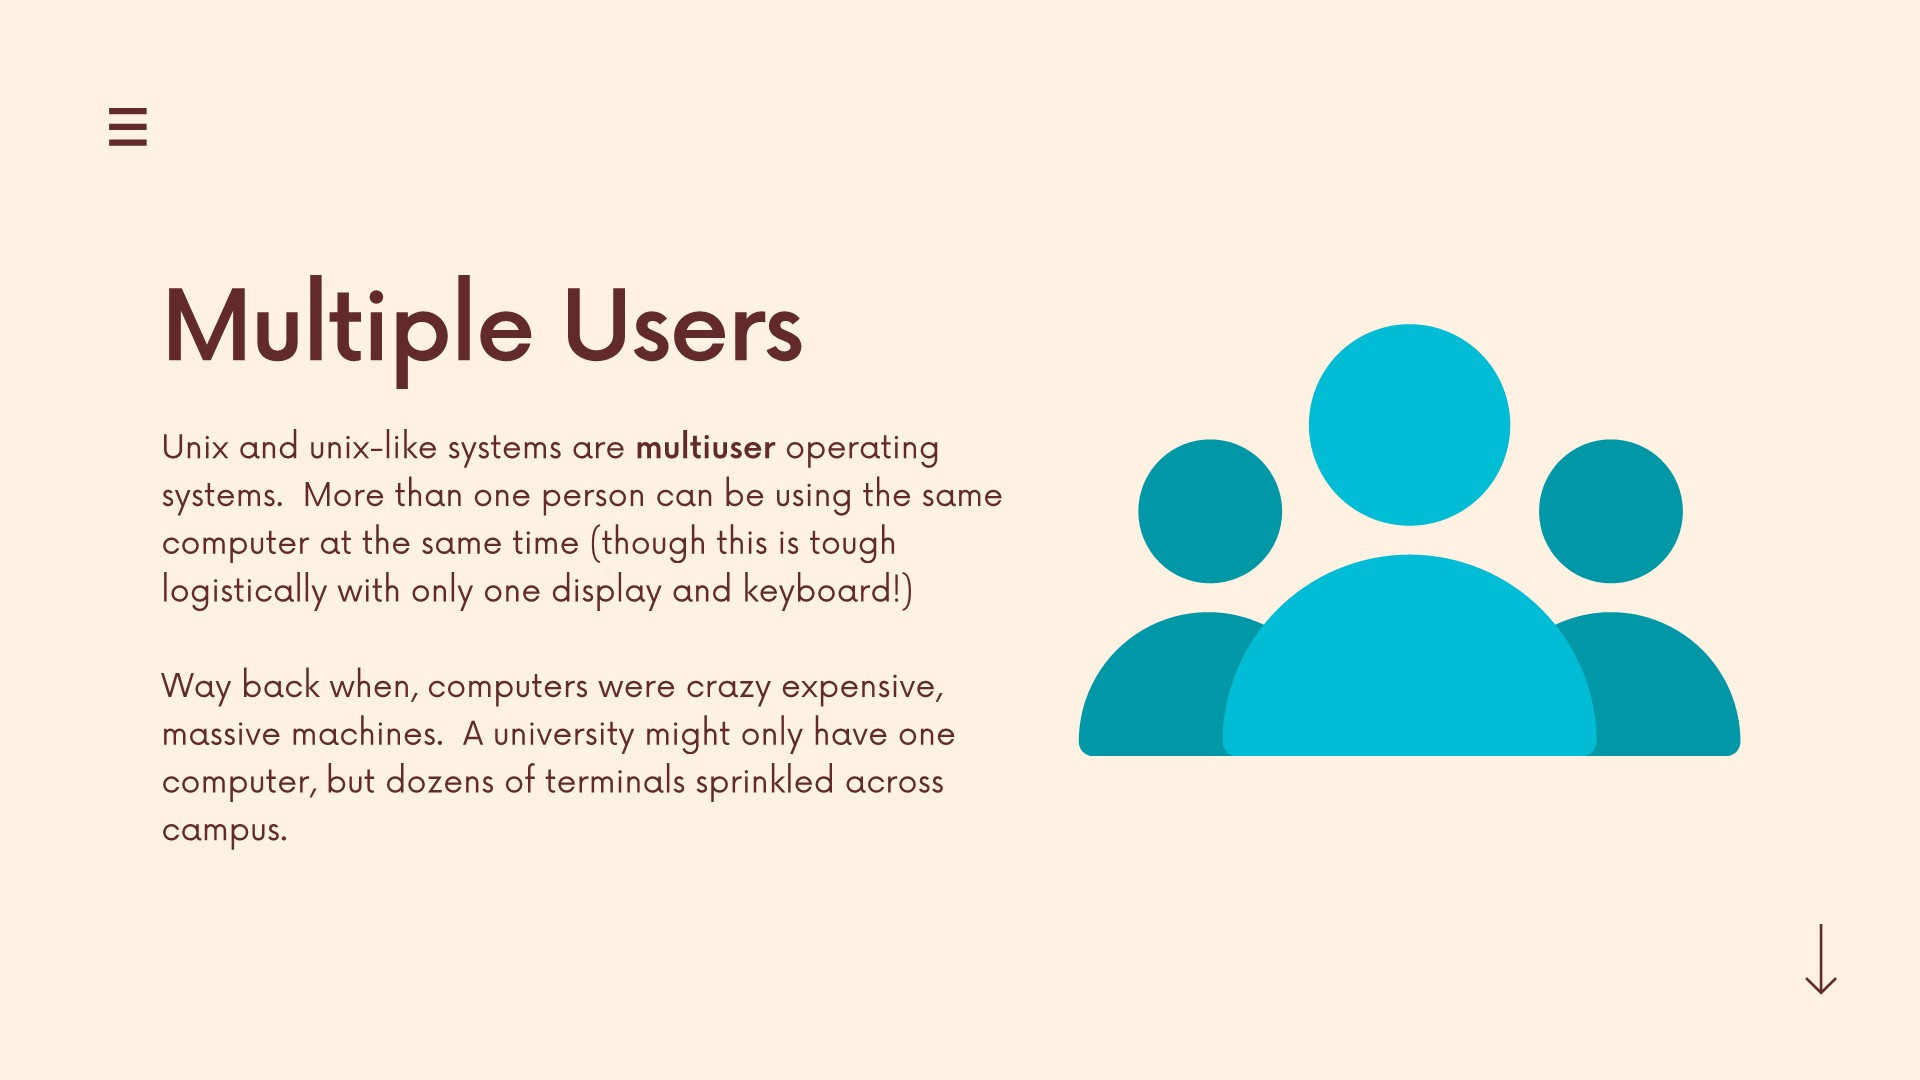 Multiple Users
Unix and unix-like systems are multiuser operating
systems.  More than one person can be using the same
computer at the same time (though this is tough
logistically with only one display and keyboard!)
Way back when, computers were crazy expensive,
massive machines.  A university might only have one
computer, but dozens of terminals sprinkled across
campus.